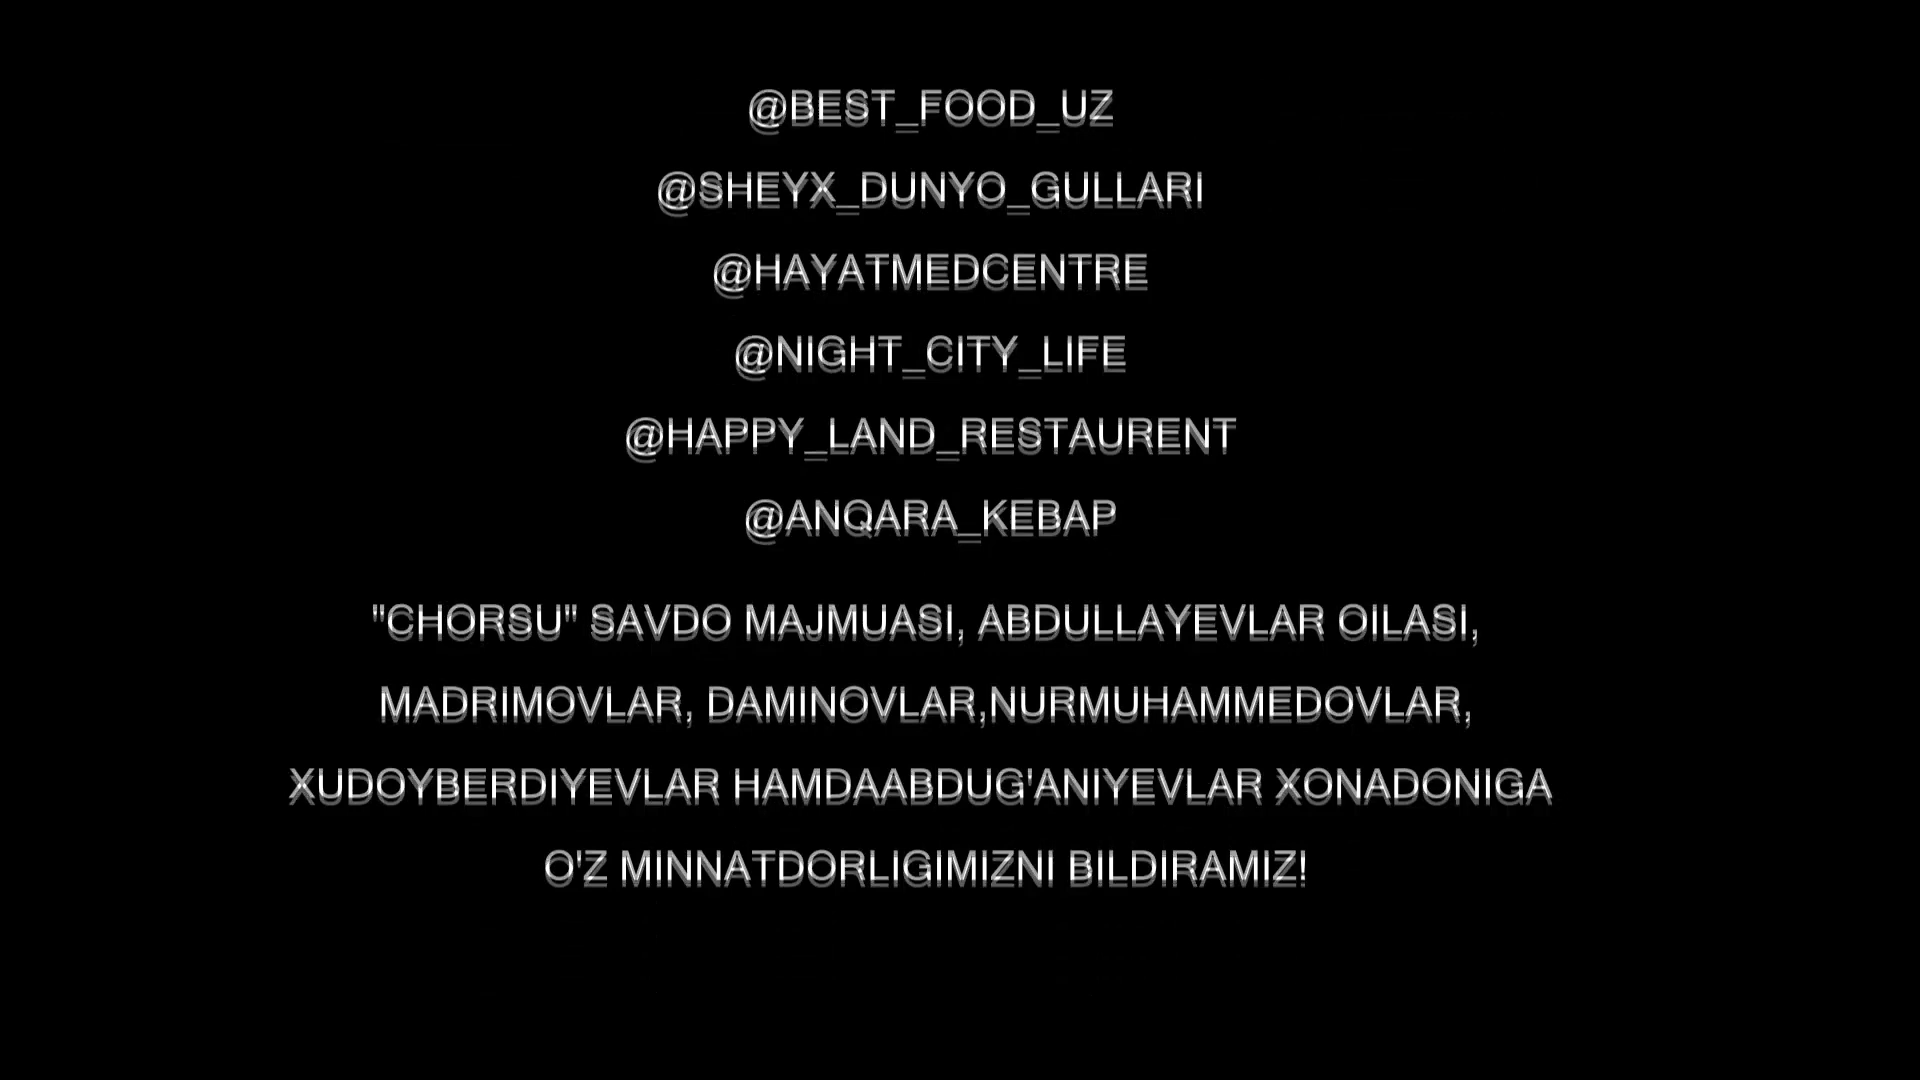 @BEST_FOOD_UZ
@SHEYX_DUNYO_GULLARI
@HAYATMEDCENTRE
@NIGHT_CITY_LIFE
@HAPPY_LAND_RESTAURENT
@ANQARA_KEBAP
"CHORSU" SAVDO MAJMUASI, ABDULLAYEVLAR OILASI,
MADRIMOVLAR, DAMINOVLAR,NURMUHAMMEDOVLAR,
XUDOYBERDIYEVLAR HAMDAABDUG'ANIYEVLAR XONADONIGA
O'Z MINNATDORLIGIMIZNI BILDIRAMIZ!